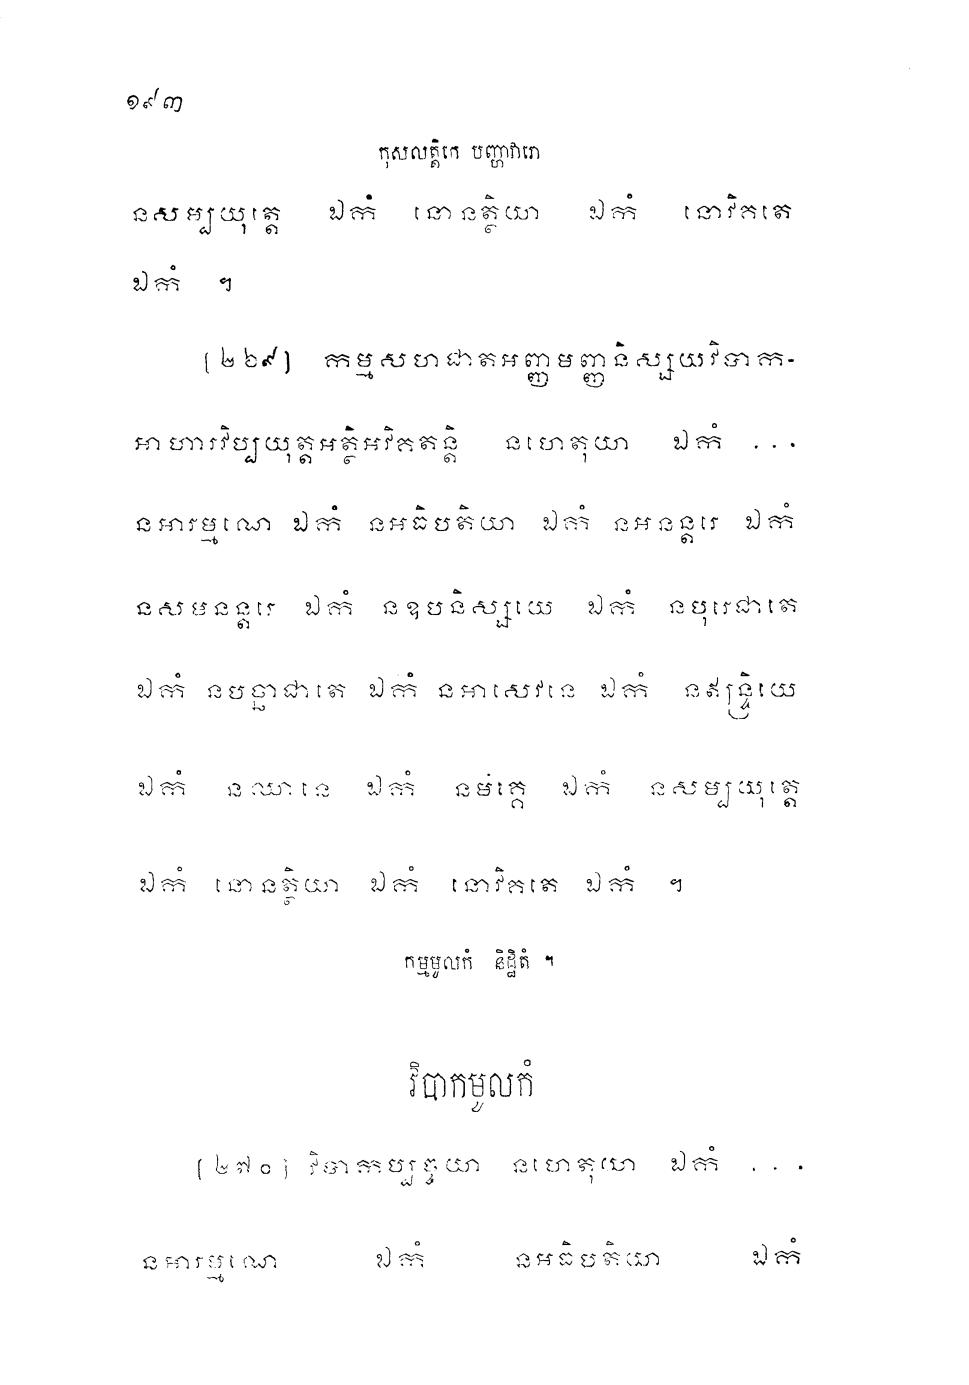 ១៩៣
កុសលត្តិកេ បញ្ហាវារោ
នសម្បយុត្តេ ឯកំ នោនត្ថិយា ឯកំ នោវិគតេ
ឯកំ ។
(២៦៩) កម្មសហជាតអញ្ញមញ្ញនិស្សយវិបាក-
អាហារវិប្បយុត្តអត្ថិអវិគតន្តិ នហេតុយា ឯកំ ...
នអារម្មណេ ឯកំ នអធិបតិយា ឯកំ នអនន្តរេ ឯកំ
នសមនន្តរេ ឯកំ នឧបនិស្សយេ ឯកំ នបុរេជាតេ
ឯកំ នបច្ឆាជាតេ ឯកំ នអាសេវនេ ឯកំ នឥន្ទ្រិយេ
ឯកំ នឈានេ ឯកំ នមគ្គេ ឯកំ នសម្បយុត្តេ
ឯកំ នោនត្ថិយា ឯកំ នោវិគតេ ឯកំ ។
កម្មមូលកំ និដ្ឋិតំ ។
វិបាកមូលកំ
(២៧០) វិបាកប្បច្ចយា នហេតុយា ឯកំ ...
នអារម្មណេ ឯកំ នអធិបតិយា ឯកំ